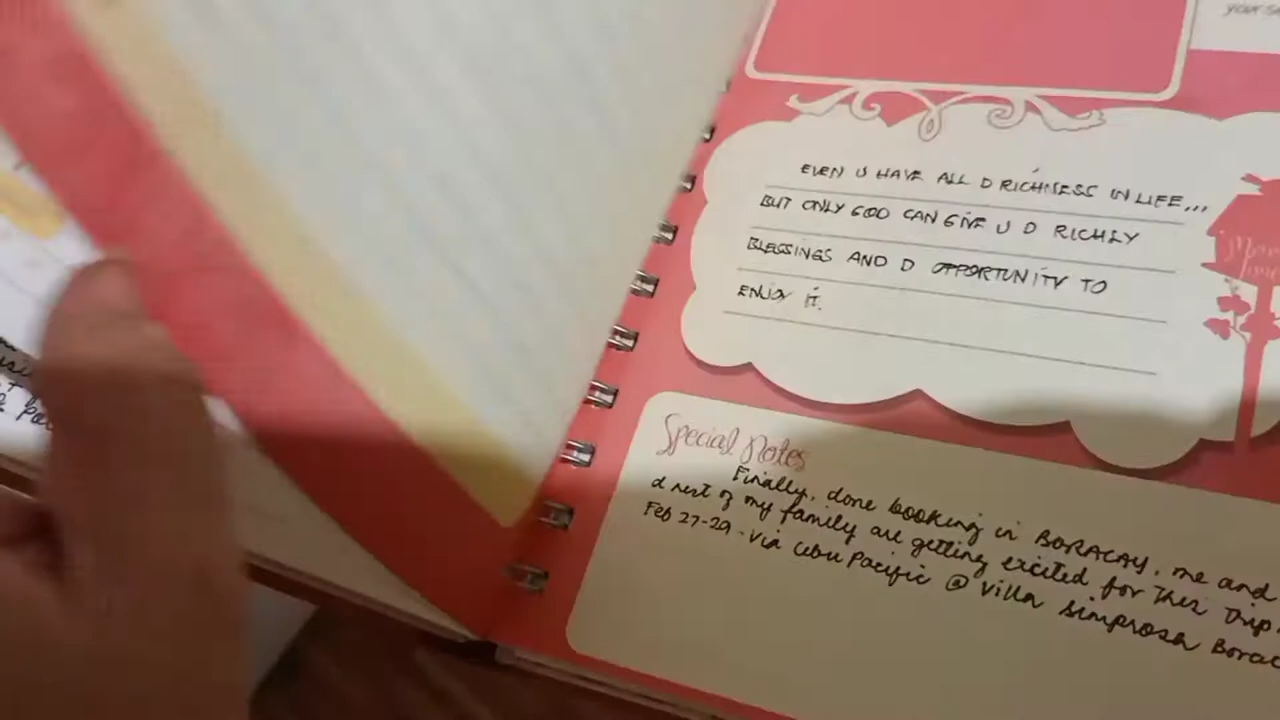 EVEN U HAVE ALL D RICHNESS IN LIFE...
BUT ONLY GOD CAN GIVE U D RICHLY
BLESSINGS AND D OPPORTUNITY TO
ENJOY IT.
Special Notes
Finally, done booking in BORACAY, me and
d rest of my family are getting excited for This Trip.
Feb 27-29 - via Cebu Pacific @ Villa Simprosa Borac